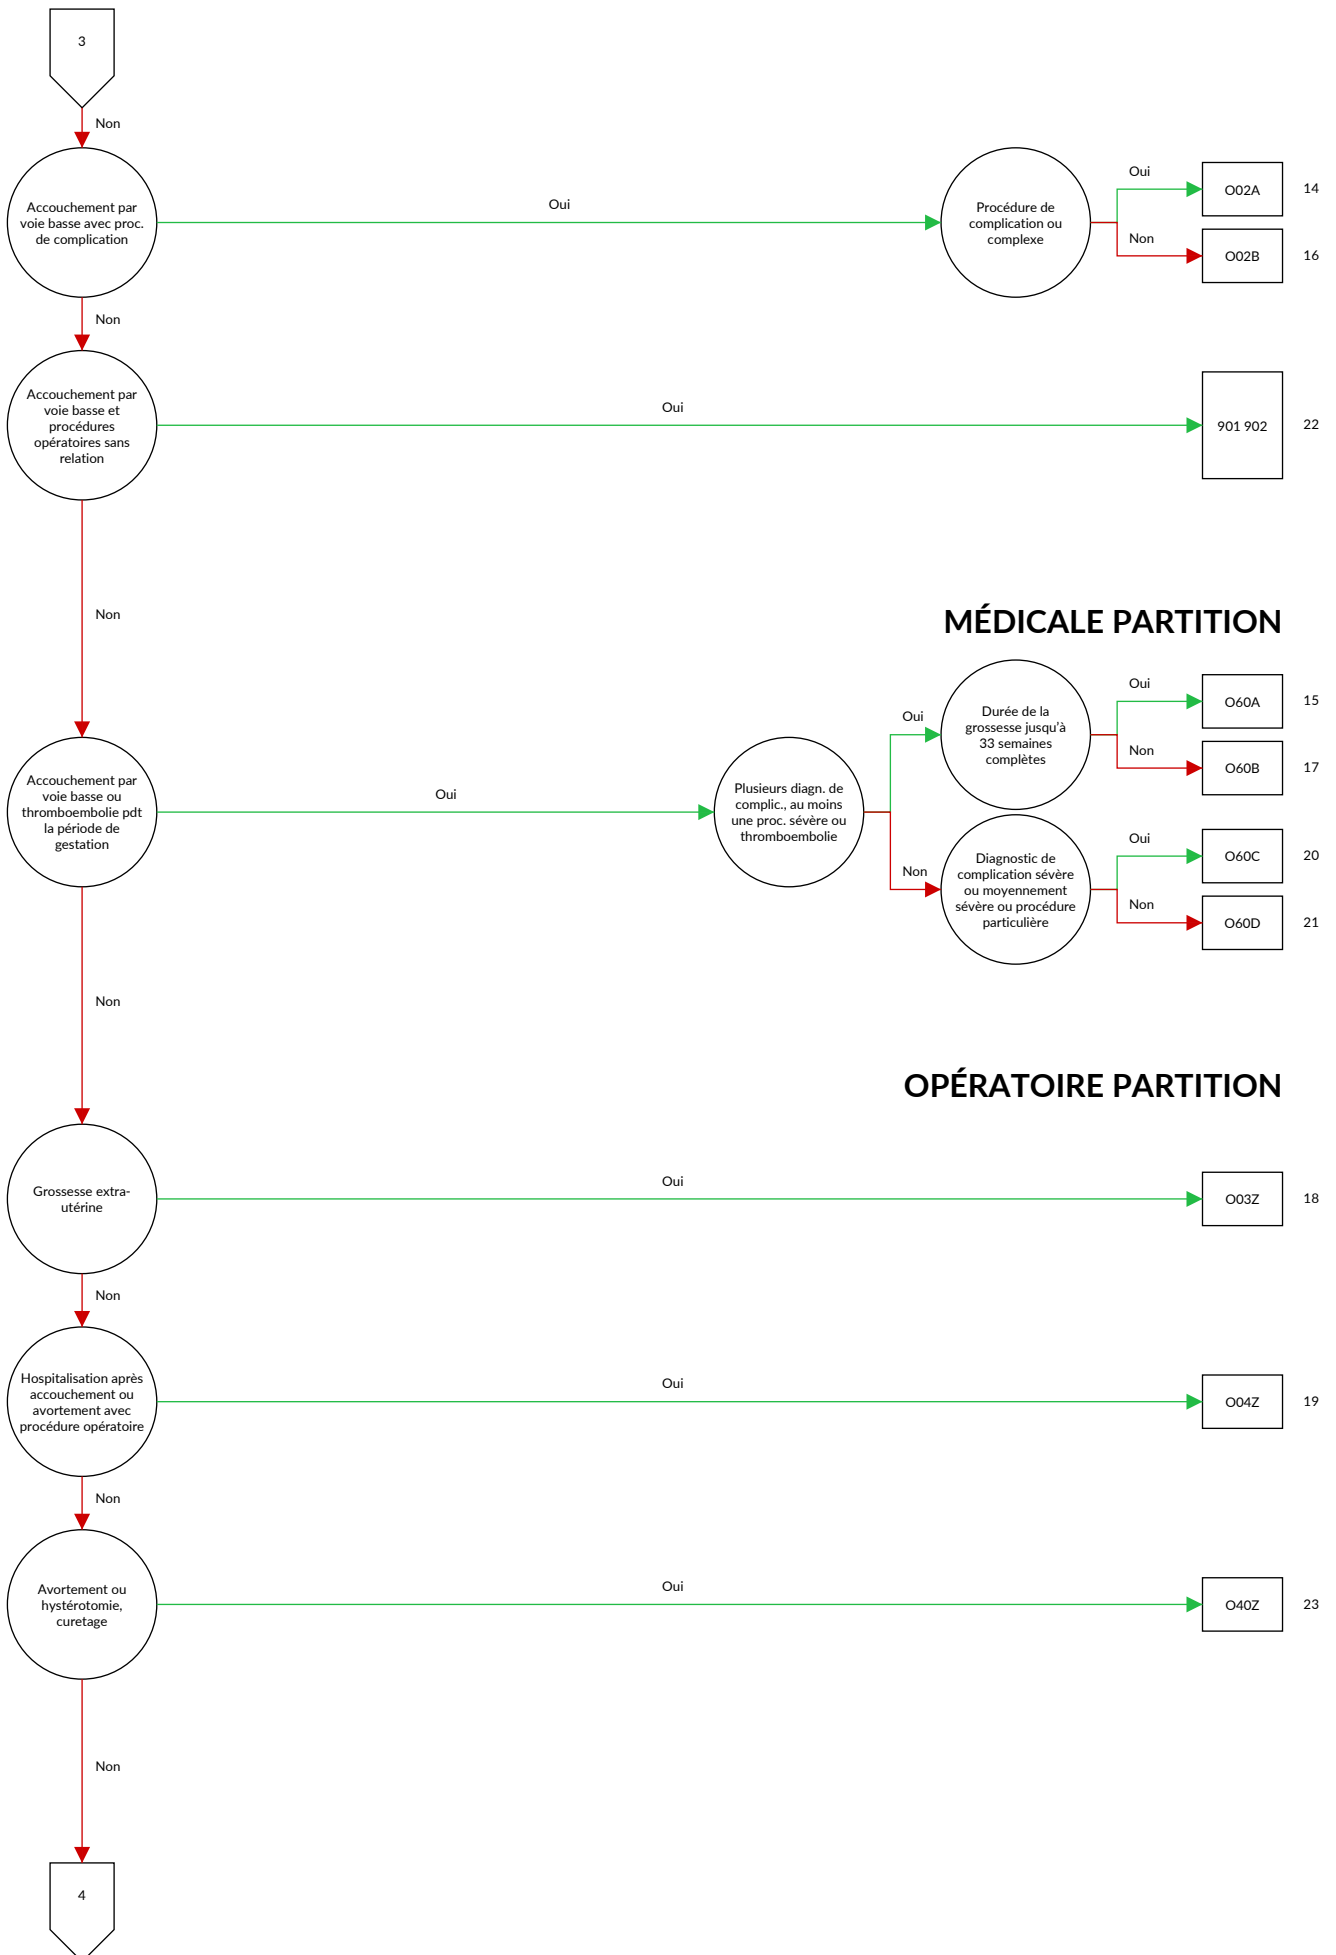 3
Non
Accouchement par
voie basse avec proc.
de complication
Oui
Procédure de
complication ou
complexe
Oui
O02A
14
Non
O02B
16
Non
Accouchement par
voie basse et
procédures
opératoires sans
relation
Oui
901 902
22
Non
MÉDICALE PARTITION
Accouchement par
voie basse ou
thromboembolie pdt
la période de
gestation
Oui
Plusieurs diagn. de
complic., au moins
une proc. sévère ou
thromboembolie
Oui
Durée de la
grossesse jusqu'à
33 semaines
complètes
Oui
O60A
15
Non
O60B
17
Non
Diagnostic de
complication sévère
ou moyennement
sévère ou procédure
particulière
Oui
O60C
20
Non
O60D
21
Non
OPÉRATOIRE PARTITION
Grossesse extra-
utérine
Oui
O03Z
18
Non
Hospitalisation après
accouchement ou
avortement avec
procédure opératoire
Oui
O04Z
19
Non
Avortement ou
hystérotomie,
curetage
Oui
O40Z
23
Non
4